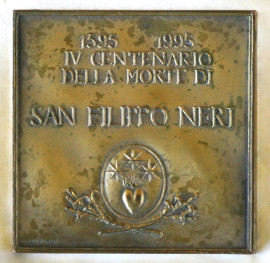 1595 1995
IV CENTENARIO
DELLA MORTE DI
SAN FILIPPO NERI